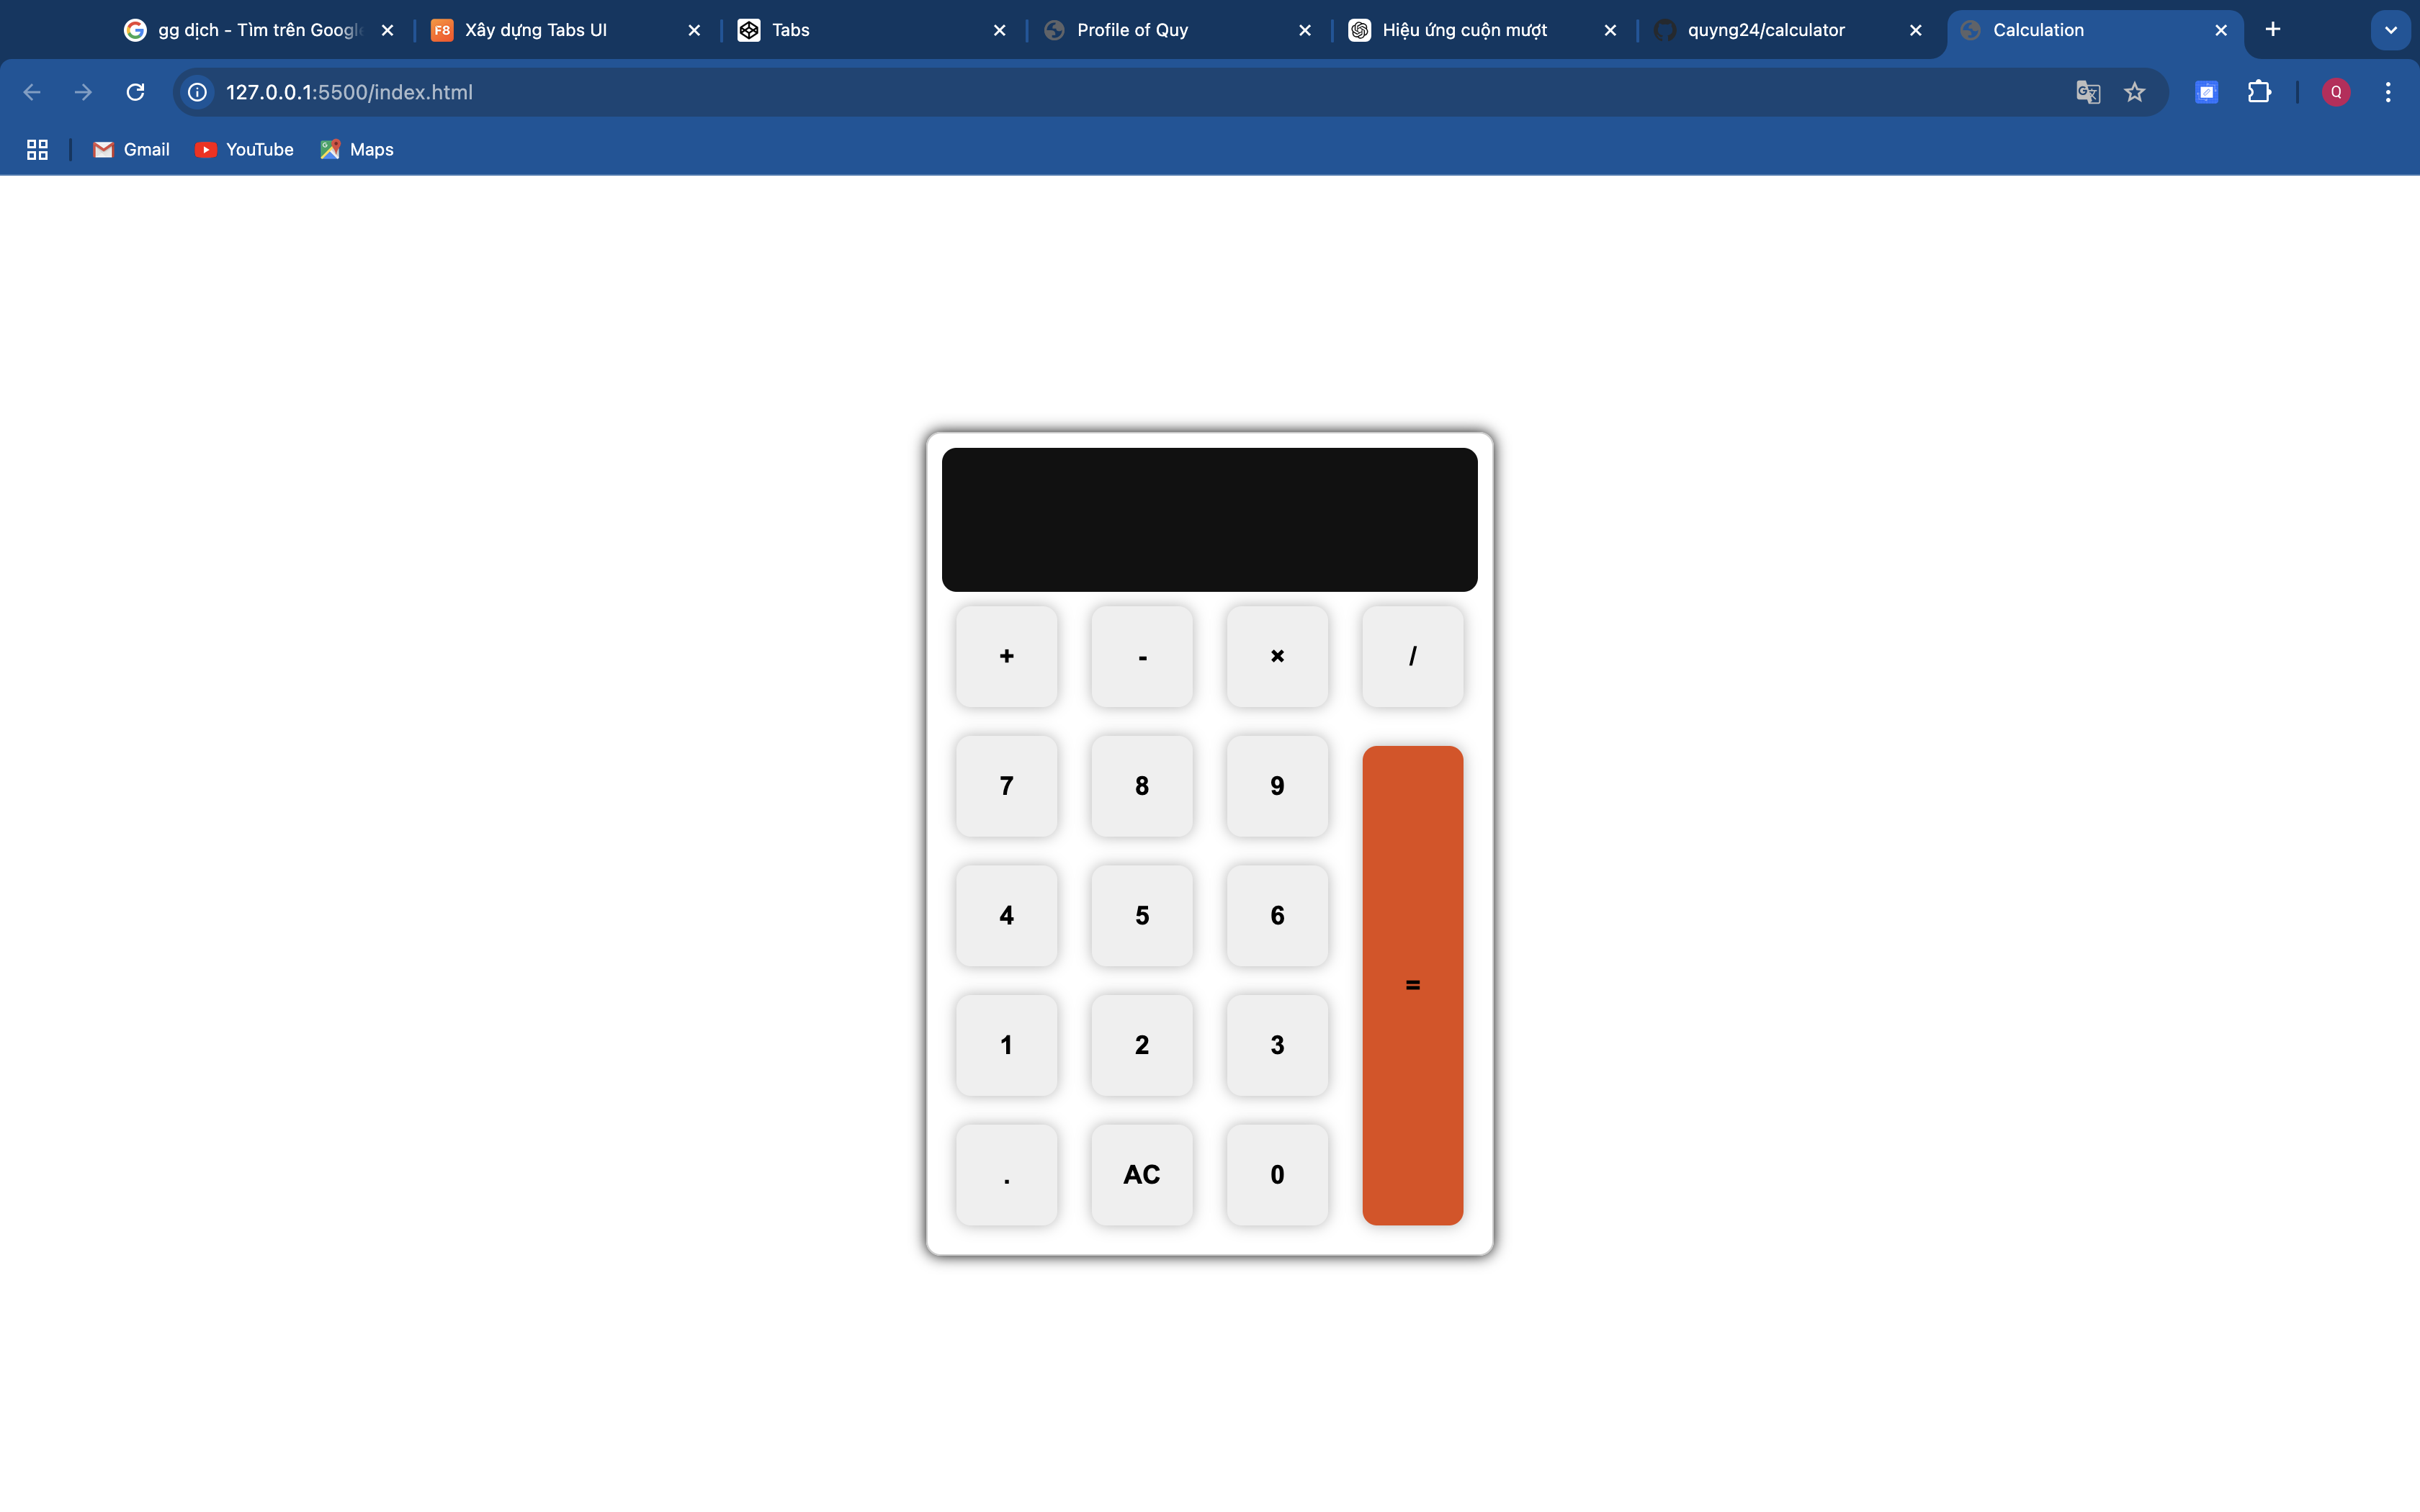 gg dịch - Tìm trên Google
F8 Xây dựng Tabs UI
Tabs
Profile of Quy
Hiệu ứng cuộn mượt
quyng24/calculator
Calculation
127.0.0.1:5500/index.html
Q
Gmail
YouTube
Maps
+ - × /
7 8 9
4 5 6
=
1 2 3
. AC 0